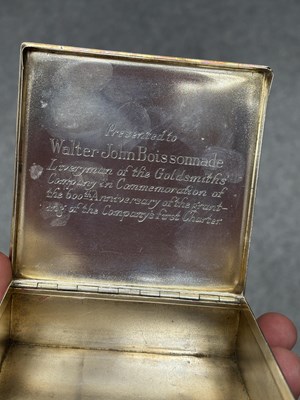 Presented to
Walter John Boissonnade
Liveryman of the Goldsmiths'
Company in Commemoration of
the 600th Anniversary of the grant-
ing of the Company's first Charter